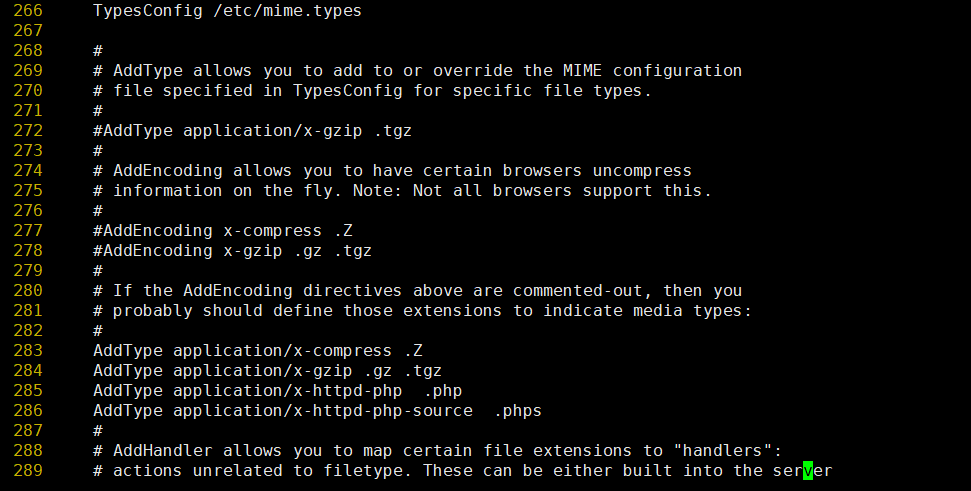 266     TypesConfig /etc/mime.types
267
268     #
269     # AddType allows you to add to or override the MIME configuration
270     # file specified in TypesConfig for specific file types.
271     #
272     #AddType application/x-gzip .tgz
273     #
274     # AddEncoding allows you to have certain browsers uncompress
275     # information on the fly. Note: Not all browsers support this.
276     #
277     #AddEncoding x-compress .Z
278     #AddEncoding x-gzip .gz .tgz
279     #
280     # If the AddEncoding directives above are commented-out, then you
281     # probably should define those extensions to indicate media types:
282     #
283     AddType application/x-compress .Z
284     AddType application/x-gzip .gz .tgz
285     AddType application/x-httpd-php  .php
286     AddType application/x-httpd-php-source  .phps
287     #
288     # AddHandler allows you to map certain file extensions to "handlers":
289     # actions unrelated to filetype. These can be either built into the server